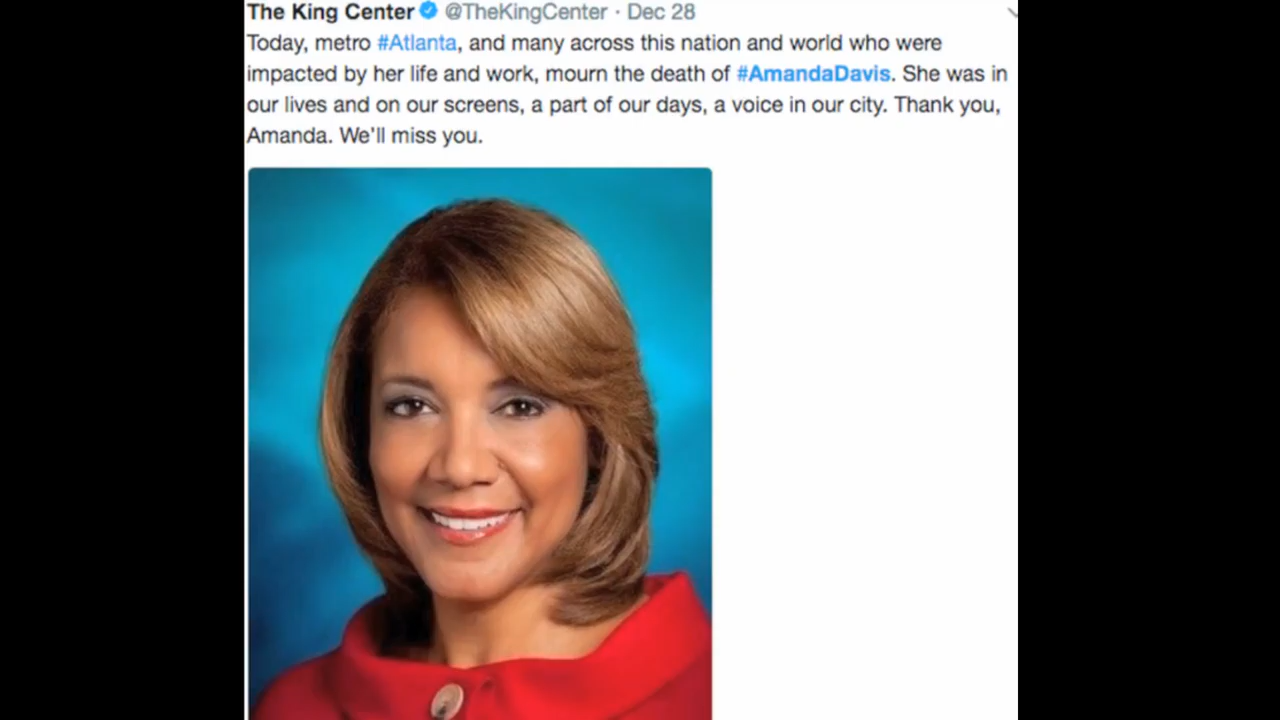 The King Center @TheKingCenter · Dec 28
Today, metro #Atlanta, and many across this nation and world who were
impacted by her life and work, mourn the death of #AmandaDavis. She was in
our lives and on our screens, a part of our days, a voice in our city. Thank you,
Amanda. We'll miss you.